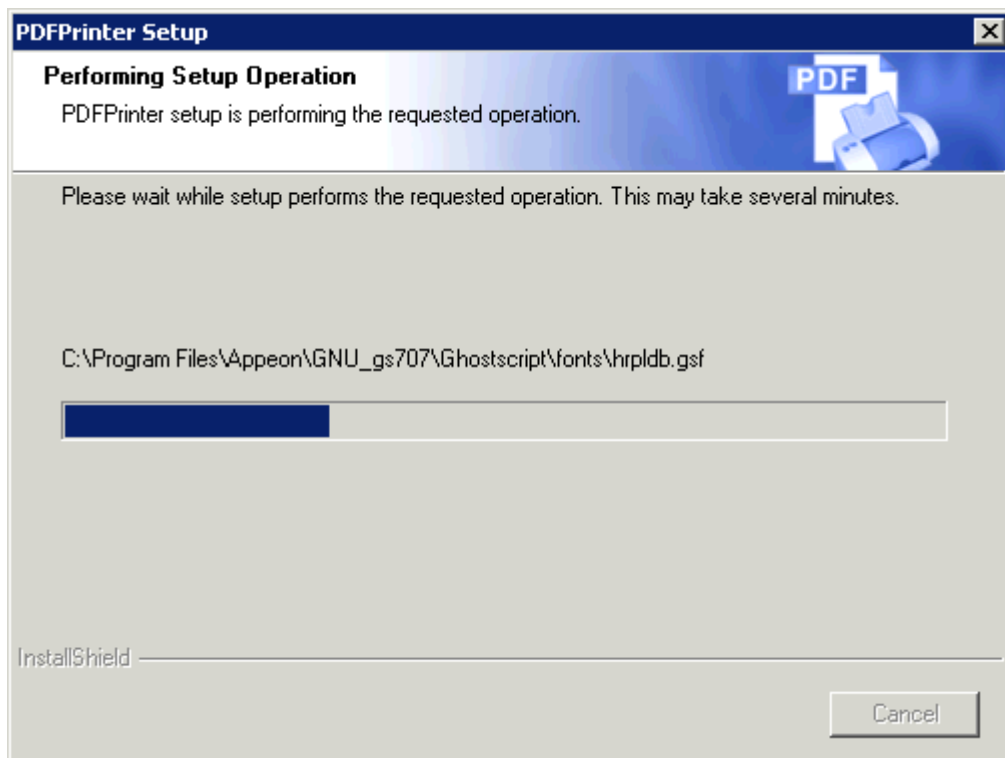 PDFPrinter Setup
Performing Setup Operation
PDF
PDFPrinter setup is performing the requested operation.
Please wait while setup performs the requested operation. This may take several minutes.
C:\Program Files\Appeon\GNU_gs707\Ghostscript\fonts\hrpldb.gsf
InstallShield
Cancel